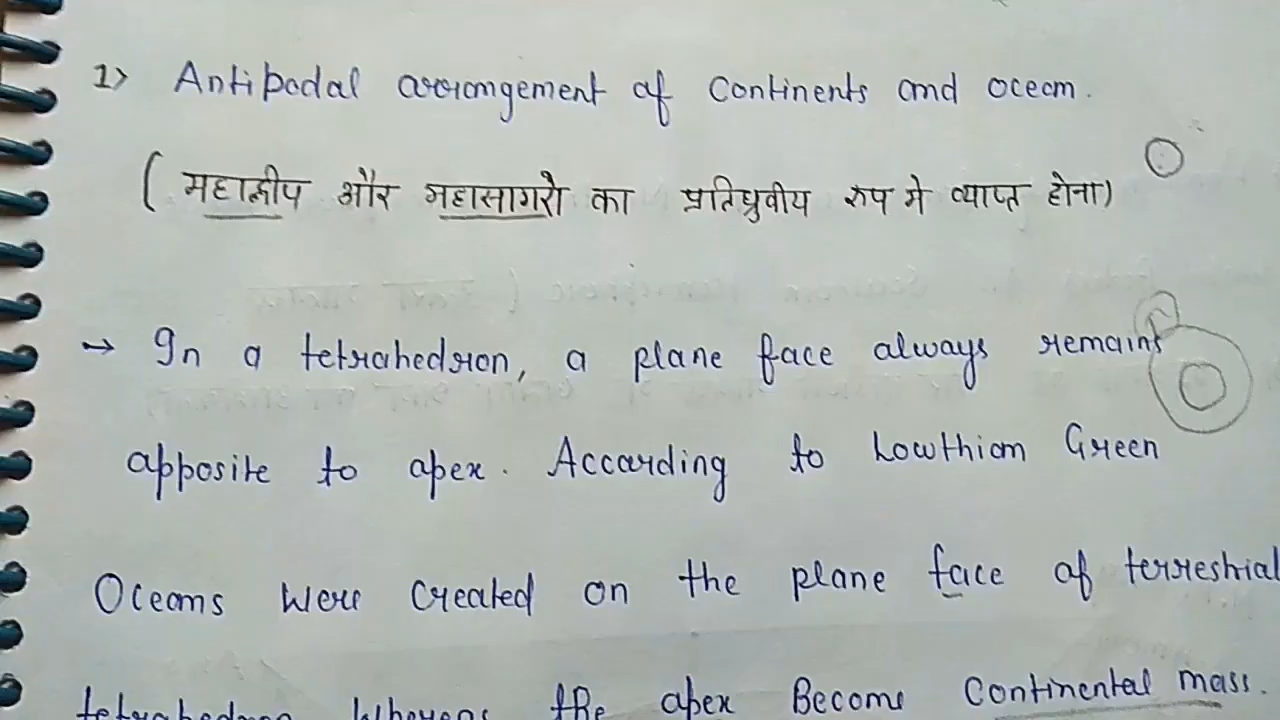 1) Antipodal arrangement of Continents and ocean.
(महाद्वीप और महासागरो का प्रतिध्रुवीय रुप मे व्याप्त होना)
→ In a tetrahedron, a plane face always remains
opposite to apex. According to Lowthian Green
Oceans were created on the plane face of terrestrial
tetrahedron whereas the apex Become Continental mass.